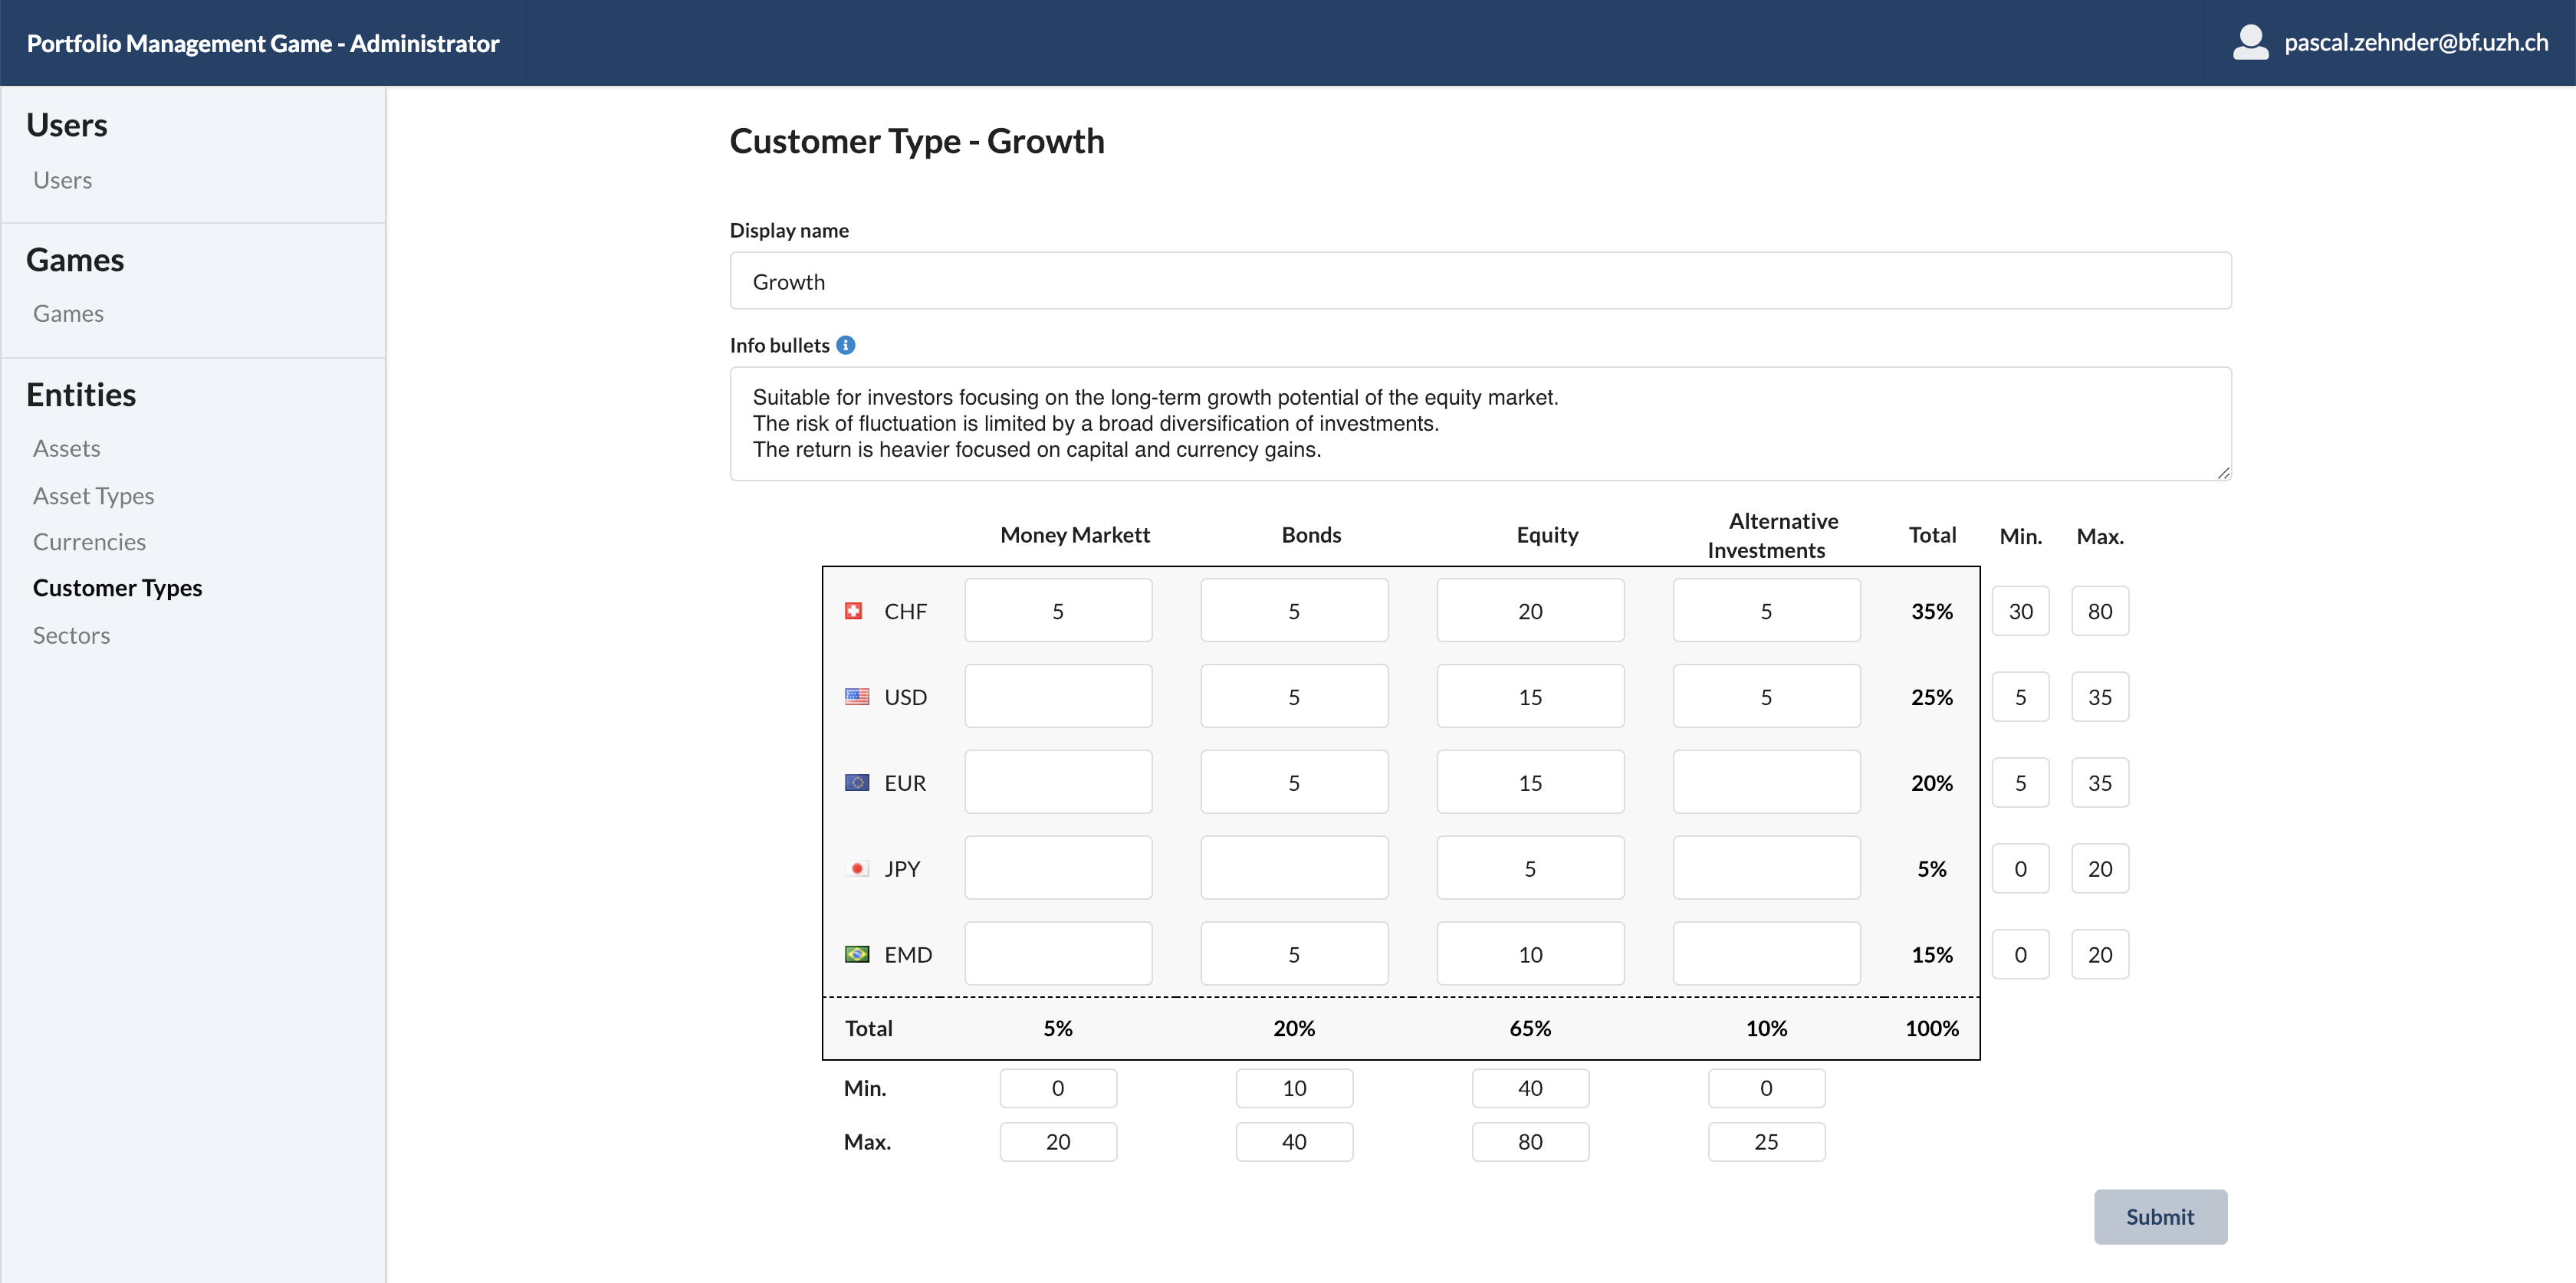 Portfolio Management Game - Administrator
pascal.zehnder@bf.uzh.ch
Users
Users
Games
Games
Entities
Assets
Asset Types
Currencies
Customer Types
Sectors
Customer Type - Growth
Display name
Growth
Info bullets
Suitable for investors focusing on the long-term growth potential of the equity market.
The risk of fluctuation is limited by a broad diversification of investments.
The return is heavier focused on capital and currency gains.
Money Markett Bonds Equity Alternative Investments Total Min. Max.
CHF 5 5 20 5 35% 30 80
USD 5 15 5 25% 5 35
EUR 5 15 20% 5 35
JPY 5 5% 0 20
EMD 5 10 15% 0 20
Total 5% 20% 65% 10% 100%
Min. 0 10 40 0
Max. 20 40 80 25
Submit